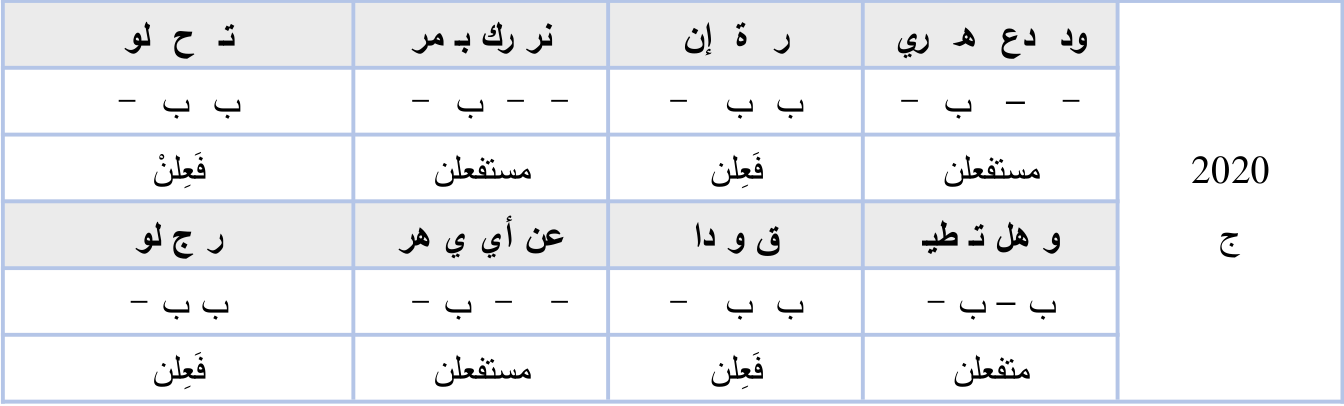 ود دع هـ ري ر ة إن نر رك بـ مر تـ ح لو
- – ب - ب ب - - - ب - ب ب -
مستفعلن فَعِلن مستفعلن فَعِلنْ
2020
و هل تـ طيـ ق و دا عن أي ي هر ر ج لو
ج
ب – ب - ب ب - - - ب - ب ب -
متفعلن فَعِلن مستفعلن فَعِلن